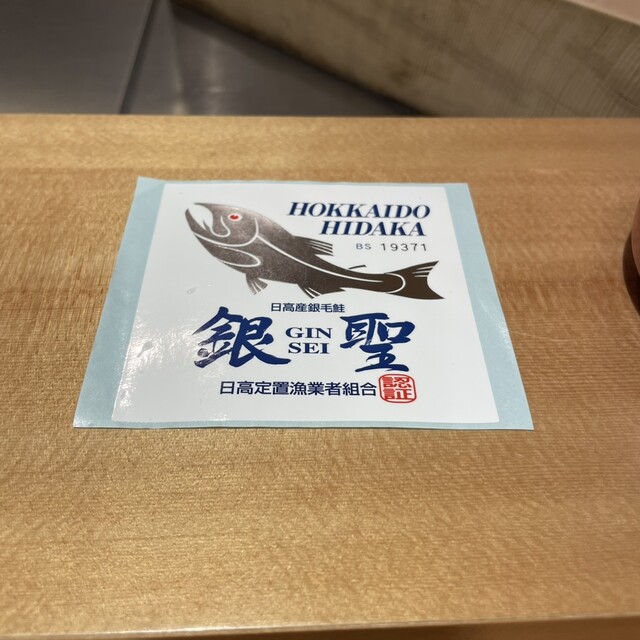 HOKKAIDO
HIDAKA
BS 19371
日高産銀毛鮭
銀 GIN SEI 聖
日高定置漁業者組合 認証